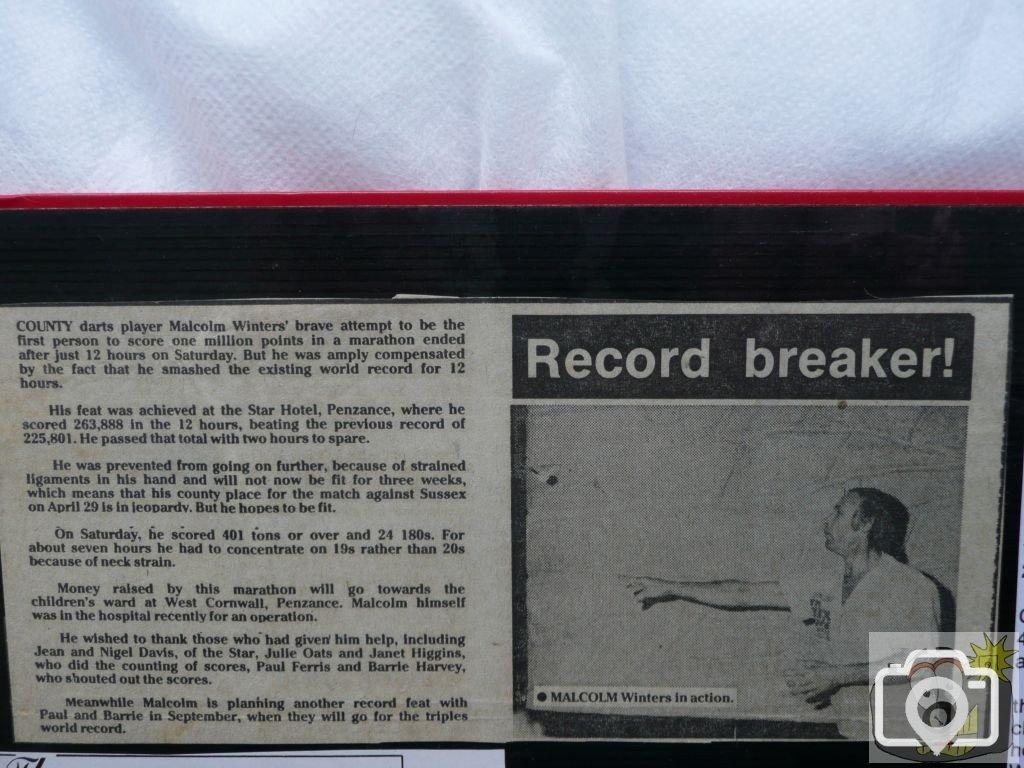 COUNTY darts player Malcolm Winters' brave attempt to be the
first person to score one million points in a marathon ended
after just 12 hours on Saturday. But he was amply compensated
by the fact that he smashed the existing world record for 12
hours.
His feat was achieved at the Star Hotel, Penzance, where he
scored 263,888 in the 12 hours, beating the previous record of
225,801. He passed that total with two hours to spare.
He was prevented from going on further, because of strained
ligaments in his hand and will not now be fit for three weeks,
which means that his county place for the match against Sussex
on April 29 is in jeopardy. But he hopes to be fit.
On Saturday, he scored 401 tons or over and 24 180s. For
about seven hours he had to concentrate on 19s rather than 20s
because of neck strain.
Money raised by this marathon will go towards the
children's ward at West Cornwall, Penzance. Malcolm himself
was in the hospital recently for an operation.
He wished to thank those who had given him help, including
Jean and Nigel Davis, of the Star, Julie Oats and Janet Higgins,
who did the counting of scores, Paul Ferris and Barrie Harvey,
who shouted out the scores.
Meanwhile Malcolm is planning another record feat with
Paul and Barrie in September, when they will go for the triples
world record.
Record breaker!
● MALCOLM Winters in action.